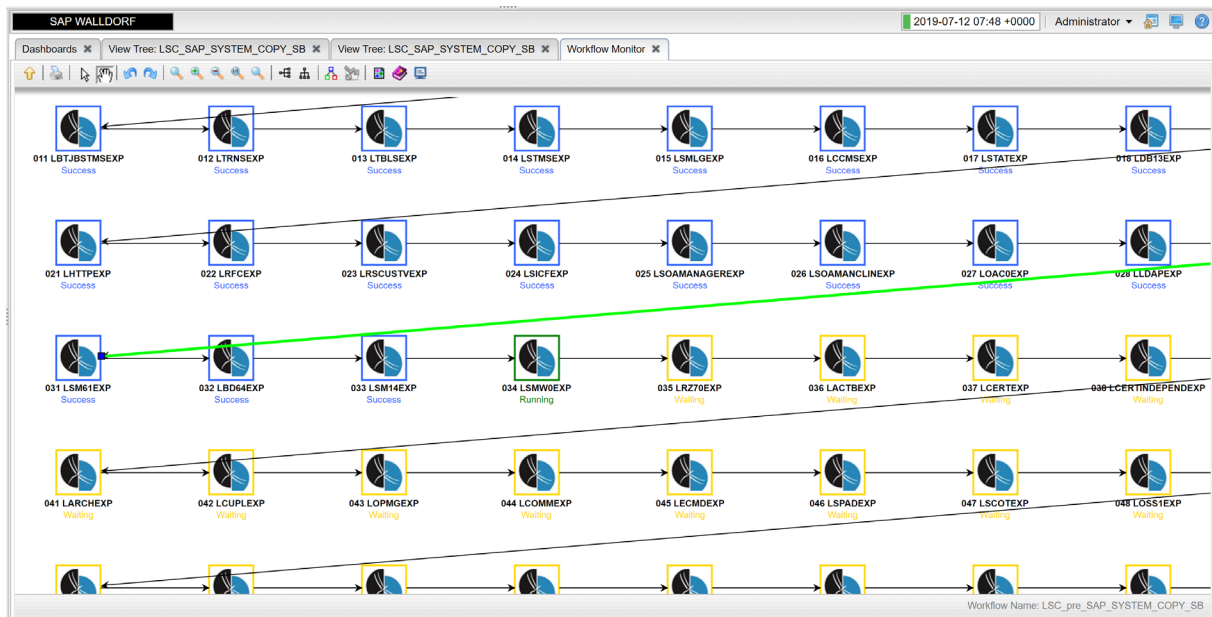 SAP WALLDORF
2019-07-12 07:48 +0000
Administrator
Dashboards
View Tree: LSC_SAP_SYSTEM_COPY_SB
View Tree: LSC_SAP_SYSTEM_COPY_SB
Workflow Monitor
011 LBTJBSTMSEXP
012 LTRNSEXP
013 LTBLSEXP
014 LSTMSEXP
015 LSMLGEXP
016 LCCMSEXP
017 LSTATEXP
018 LDB13EXP
Success
Success
Success
Success
Success
Success
Success
Success
021 LHTTPEXP
022 LRFCEXP
023 LRSCUSTVEXP
024 LSICFEXP
025 LSOAMANAGEREXP
026 LSOAMANCLINEXP
027 LOAC0EXP
028 LLDAPEXP
Success
Success
Success
Success
Success
Success
Success
Success
031 LSM61EXP
032 LBD64EXP
033 LSM14EXP
034 LSMW0EXP
035 LRZ70EXP
036 LACTBEXP
037 LCERTEXP
038 LCERTINDEPENDEXP
Success
Success
Success
Running
Waiting
Waiting
Waiting
Waiting
041 LARCHEXP
042 LCUPLEXP
043 LOPMGEXP
044 LCOMMEXP
045 LECMDEXP
046 LSPADEXP
047 LSCOTEXP
048 LOSS1EXP
Waiting
Waiting
Waiting
Waiting
Waiting
Waiting
Waiting
Waiting
Workflow Name: LSC_pre_SAP_SYSTEM_COPY_SB